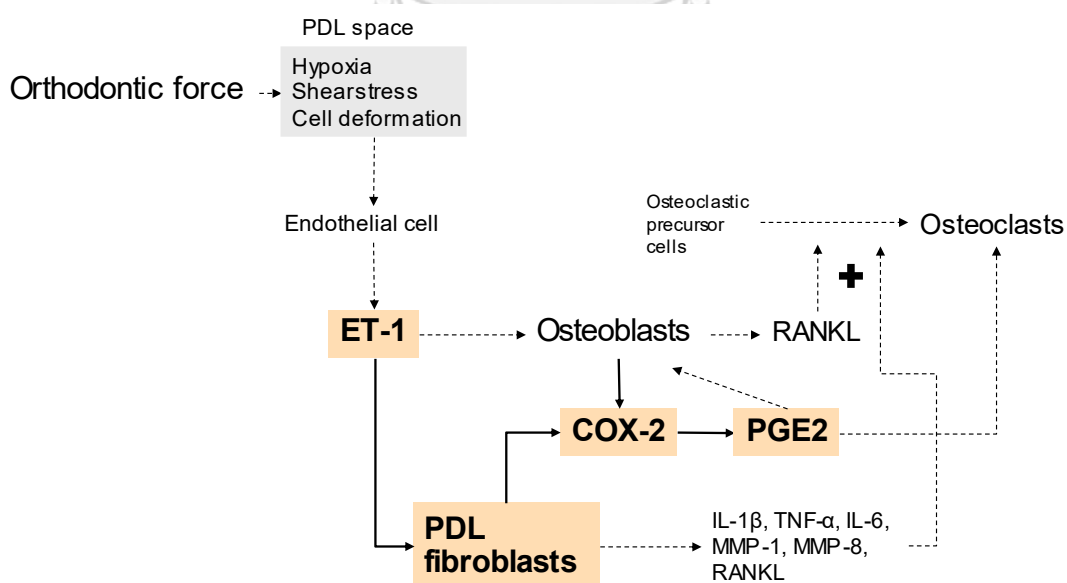 PDL space
Orthodontic force
Hypoxia
Shearstress
Cell deformation
Endothelial cell
Osteoclastic
precursor
cells
Osteoclasts
+
ET-1
Osteoblasts
RANKL
COX-2
PGE2
PDL
fibroblasts
IL-1β, TNF-α, IL-6,
MMP-1, MMP-8,
RANKL